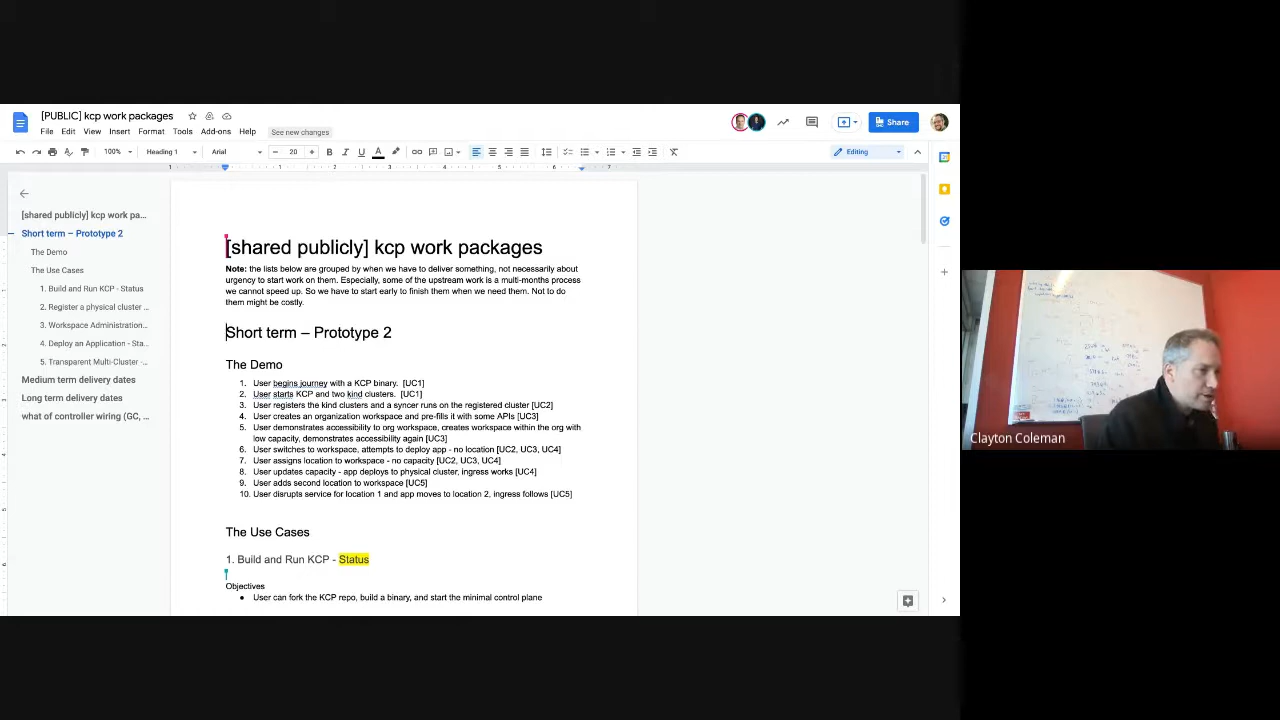 [PUBLIC] kcp work packages
File Edit View Insert Format Tools Add-ons Help See new changes
Share
100% Heading 1 Arial 20 Editing
1 1 2 3 4 5 6 7
[shared publicly] kcp work pa...
Short term – Prototype 2
The Demo
The Use Cases
1. Build and Run KCP - Status
2. Register a physical cluster ...
3. Workspace Administration...
4. Deploy an Application - Sta...
5. Transparent Multi-Cluster -...
Medium term delivery dates
Long term delivery dates
what of controller wiring (GC, ...
[shared publicly] kcp work packages
Note: the lists below are grouped by when we have to deliver something, not necessarily about
urgency to start work on them. Especially, some of the upstream work is a multi-months process
we cannot speed up. So we have to start early to finish them when we need them. Not to do
them might be costly.
Short term – Prototype 2
The Demo
1. User begins journey with a KCP binary. [UC1]
2. User starts KCP and two kind clusters. [UC1]
3. User registers the kind clusters and a syncer runs on the registered cluster [UC2]
4. User creates an organization workspace and pre-fills it with some APIs [UC3]
5. User demonstrates accessibility to org workspace, creates workspace within the org with
low capacity, demonstrates accessibility again [UC3]
6. User switches to workspace, attempts to deploy app - no location [UC2, UC3, UC4]
7. User assigns location to workspace - no capacity [UC2, UC3, UC4]
8. User updates capacity - app deploys to physical cluster, ingress works [UC4]
9. User adds second location to workspace [UC5]
10. User disrupts service for location 1 and app moves to location 2, ingress follows [UC5]
The Use Cases
1. Build and Run KCP - Status
Objectives
● User can fork the KCP repo, build a binary, and start the minimal control plane
Clayton Coleman